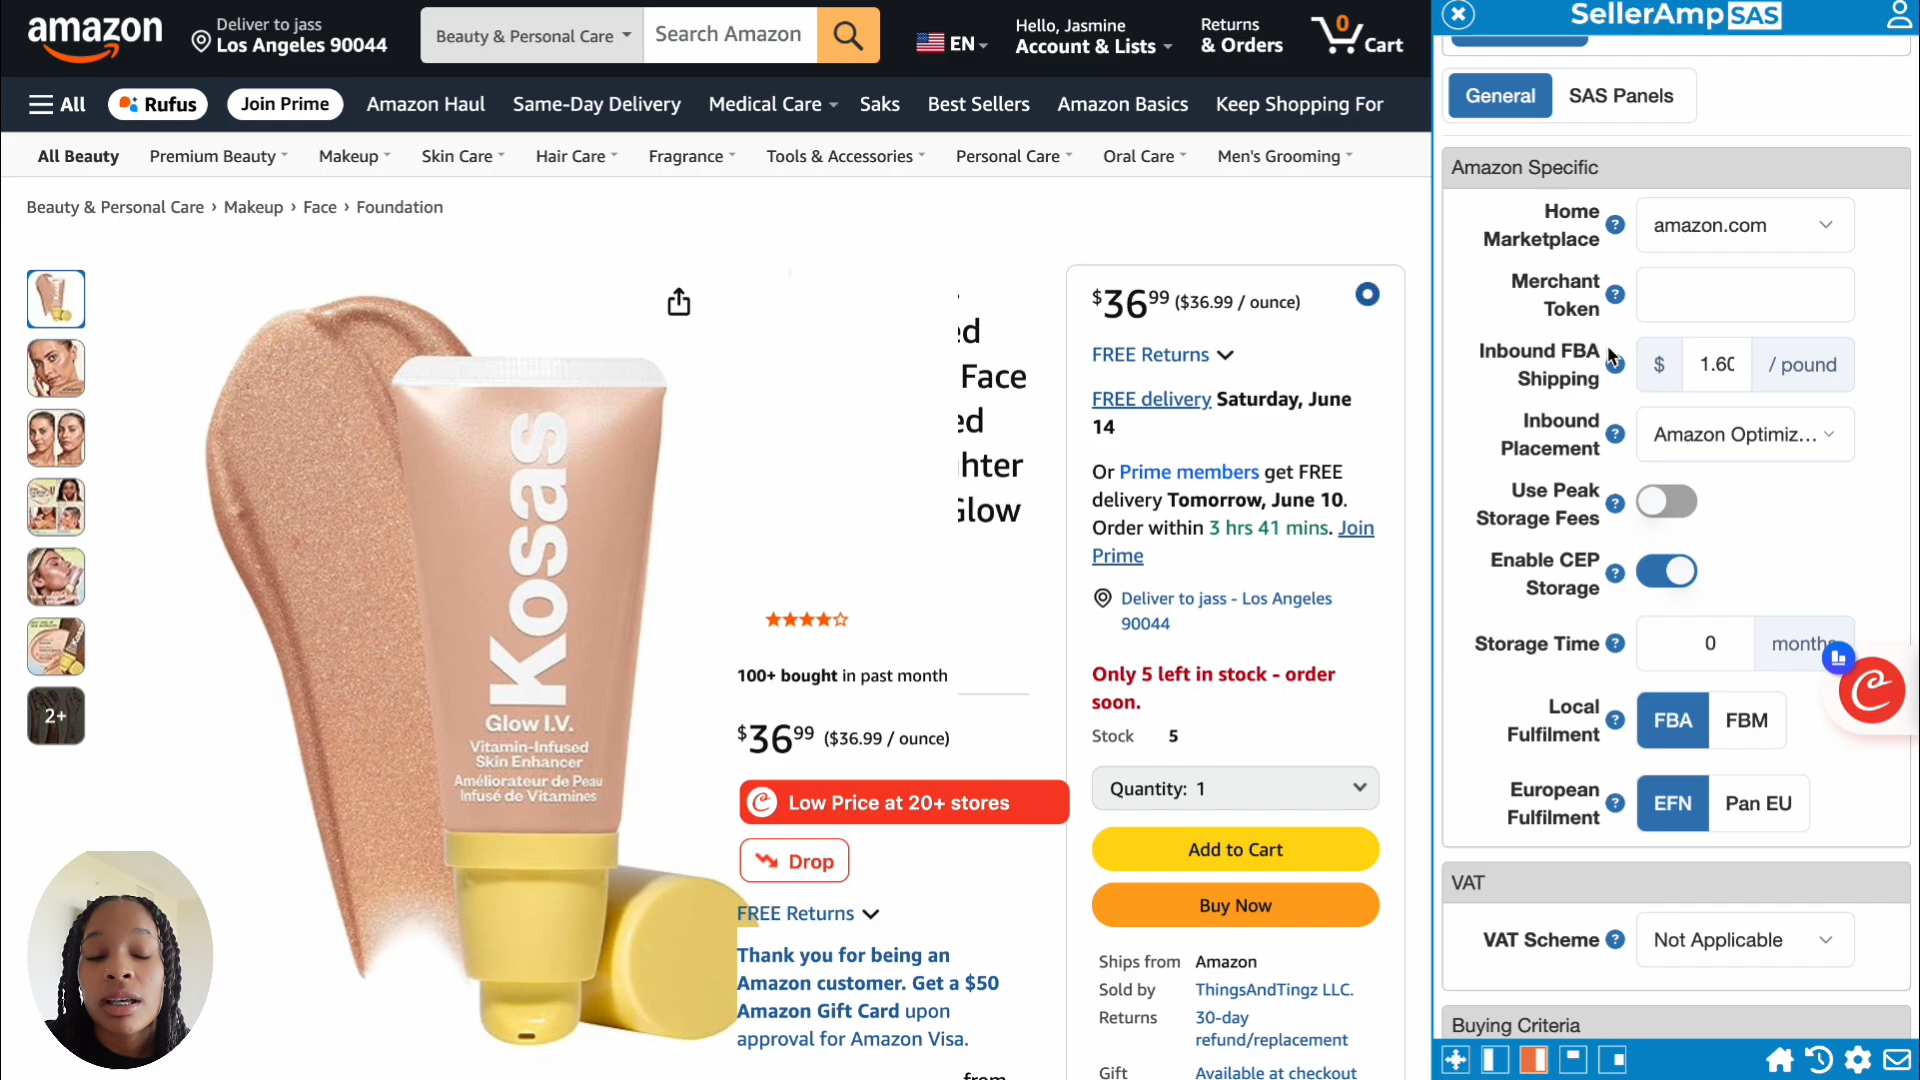 amazon
Deliver to jass
Los Angeles 90044
Beauty & Personal Care
Search Amazon
EN
Hello, Jasmine
Account & Lists
Returns
& Orders
0
Cart
All
Rufus
Join Prime
Amazon Haul
Same-Day Delivery
Medical Care
Saks
Best Sellers
Amazon Basics
Keep Shopping For
All Beauty
Premium Beauty
Makeup
Skin Care
Hair Care
Fragrance
Tools & Accessories
Personal Care
Oral Care
Men's Grooming
Beauty & Personal Care › Makeup › Face › Foundation
2+
Kosas
Glow I.V.
Vitamin-Infused
Skin Enhancer
Améliorateur de Peau
Infusé de Vitamines
ed
Face
ed
hter
Glow
100+ bought in past month
$36.99 ($36.99 / ounce)
Low Price at 20+ stores
Drop
FREE Returns
Thank you for being an
Amazon customer. Get a $50
Amazon Gift Card upon
approval for Amazon Visa.
from
$36.99 ($36.99 / ounce)
FREE Returns
FREE delivery Saturday, June
14
Or Prime members get FREE
delivery Tomorrow, June 10.
Order within 3 hrs 41 mins. Join
Prime
Deliver to jass - Los Angeles
90044
Only 5 left in stock - order
soon.
Stock 5
Quantity: 1
Add to Cart
Buy Now
Ships from Amazon
Sold by ThingsAndTingz LLC.
Returns 30-day
refund/replacement
Gift Available at checkout
SellerAmp SAS
General
SAS Panels
Amazon Specific
Home
Marketplace
amazon.com
Merchant
Token
Inbound FBA
Shipping
$ 1.60 / pound
Inbound
Placement
Amazon Optimiz...
Use Peak
Storage Fees
Enable CEP
Storage
Storage Time
0 months
Local
Fulfilment
FBA
FBM
European
Fulfilment
EFN
Pan EU
VAT
VAT Scheme
Not Applicable
Buying Criteria